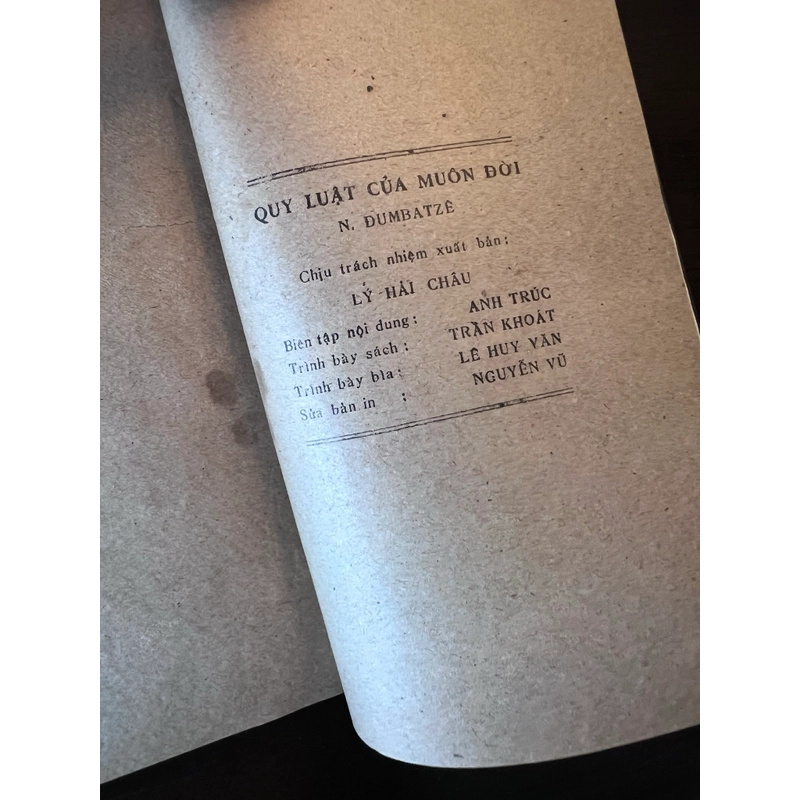 QUY LUẬT CỦA MUÔN ĐỜI
N. ĐUMBATZÊ
Chịu trách nhiệm xuất bản:
LÝ HẢI CHÂU
Biên tập nội dung: ANH TRÚC
Trình bày sách: TRẦN KHOÁT
Trình bày bìa: LÊ HUY VĂN
Sửa bản in : NGUYỄN VŨ